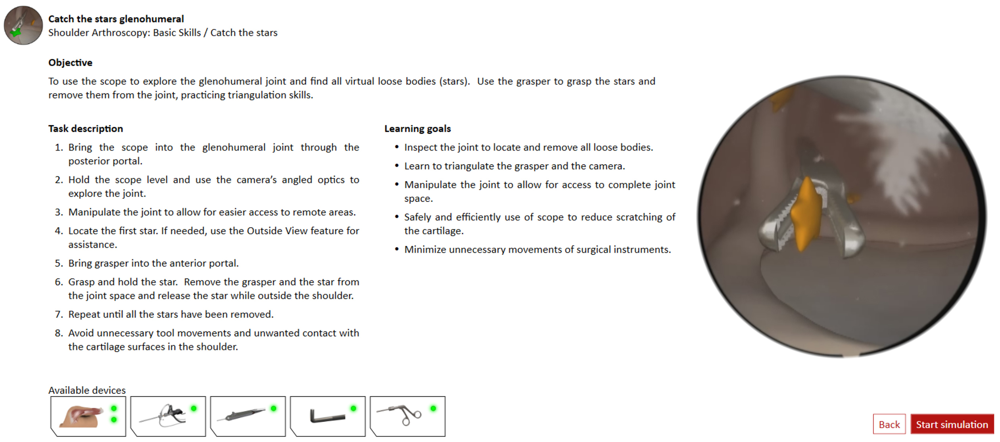 Catch the stars glenohumeral
Shoulder Arthroscopy: Basic Skills / Catch the stars
Objective
To use the scope to explore the glenohumeral joint and find all virtual loose bodies (stars).  Use the grasper to grasp the stars and
remove them from the joint, practicing triangulation skills.
Task description
1. Bring the scope into the glenohumeral joint through the
posterior portal.
2. Hold the scope level and use the camera's angled optics to
explore the joint.
3. Manipulate the joint to allow for easier access to remote areas.
4. Locate the first star. If needed, use the Outside View feature for
assistance.
5. Bring grasper into the anterior portal.
6. Grasp and hold the star.  Remove the grasper and the star from
the joint space and release the star while outside the shoulder.
7. Repeat until all the stars have been removed.
8. Avoid unnecessary tool movements and unwanted contact with
the cartilage surfaces in the shoulder.
Learning goals
• Inspect the joint to locate and remove all loose bodies.
• Learn to triangulate the grasper and the camera.
• Manipulate the joint to allow for access to complete joint
space.
• Safely and efficiently use of scope to reduce scratching of
the cartilage.
• Minimize unnecessary movements of surgical instruments.
Available devices
Back
Start simulation